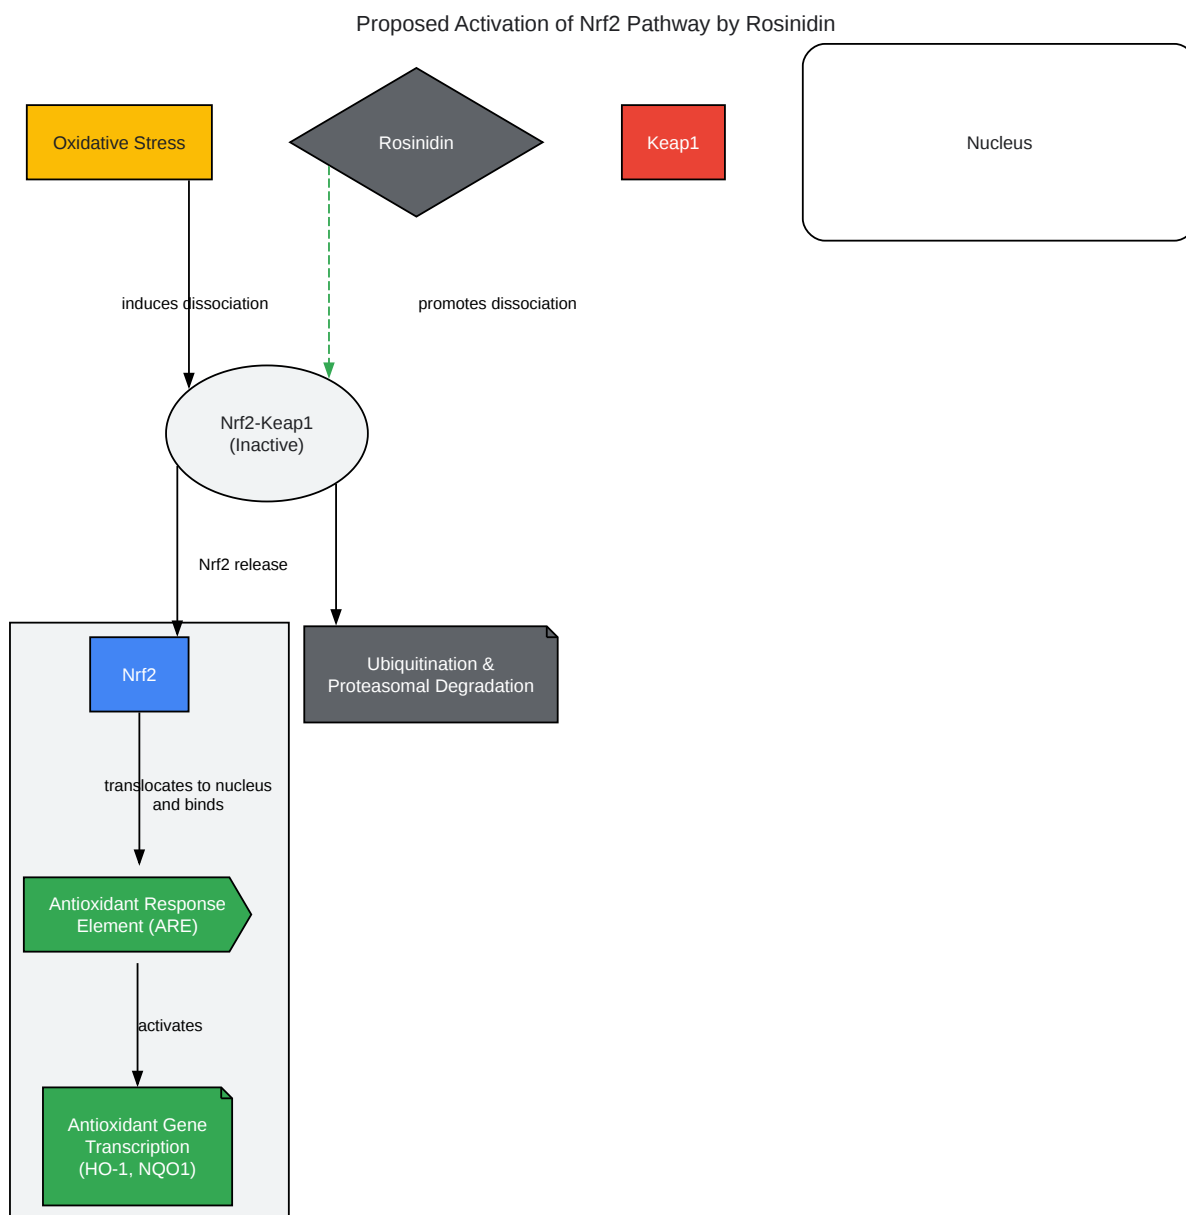 Proposed Activation of Nrf2 Pathway by Rosinidin
Oxidative Stress
Rosinidin
Keap1
Nucleus
induces dissociation
promotes dissociation
Nrf2-Keap1
(Inactive)
Nrf2 release
Nrf2
Ubiquitination &
Proteasomal Degradation
translocates to nucleus
and binds
Antioxidant Response
Element (ARE)
activates
Antioxidant Gene
Transcription
(HO-1, NQO1)